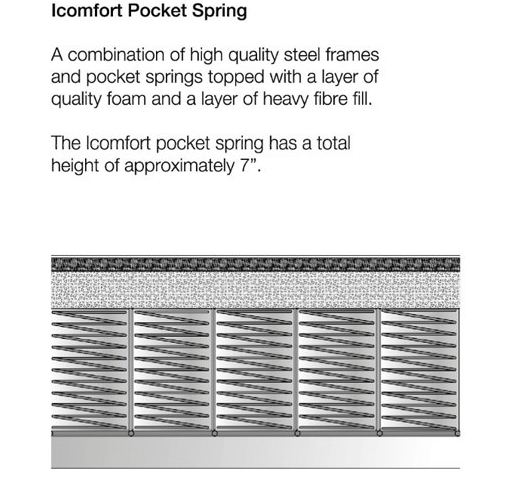 Icomfort Pocket Spring
A combination of high quality steel frames
and pocket springs topped with a layer of
quality foam and a layer of heavy fibre fill.
The Icomfort pocket spring has a total
height of approximately 7”.